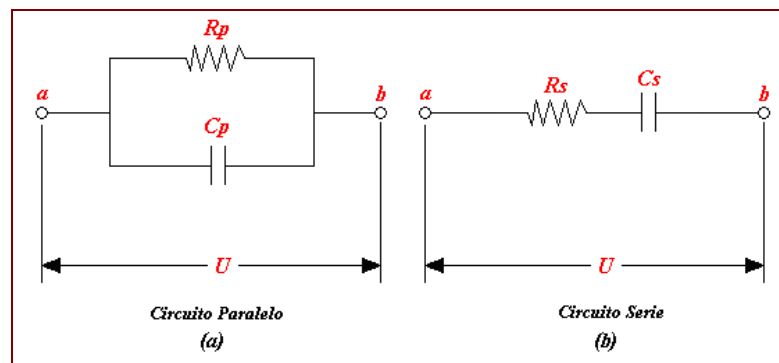 Rp
a
b
Cp
U
Circuito Paralelo
(a)
Rs
Cs
a
b
U
Circuito Serie
(b)